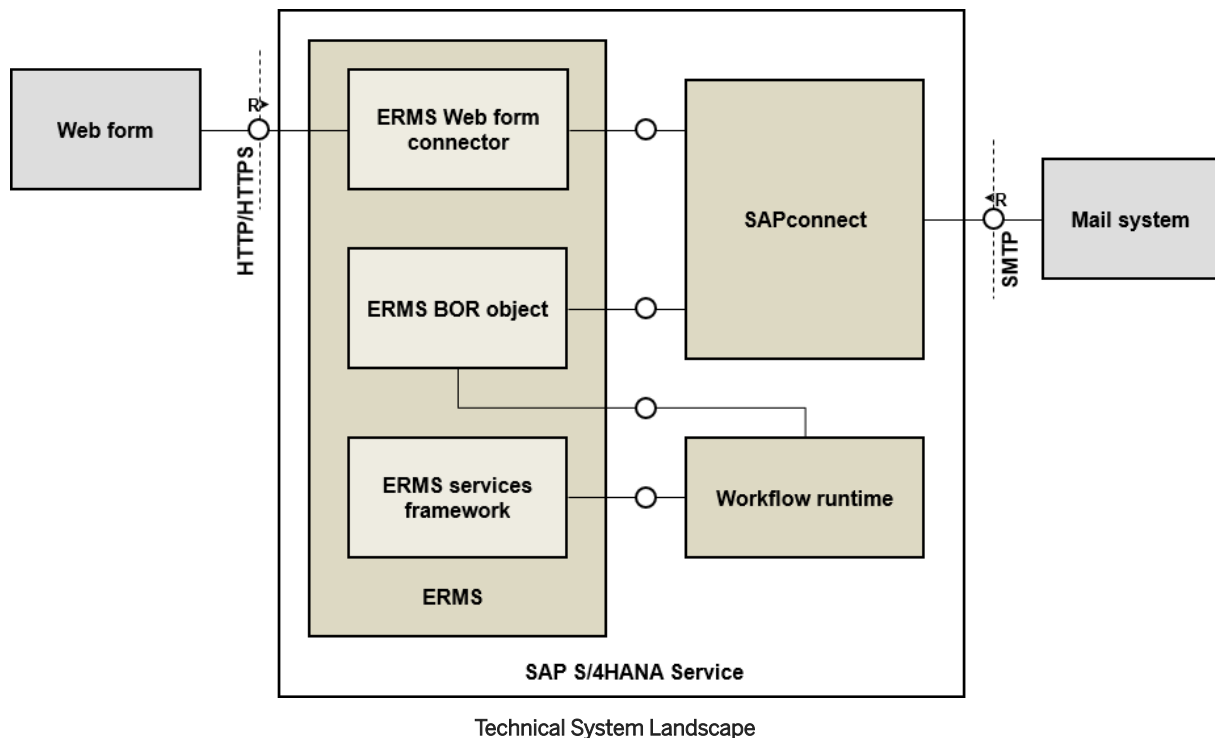 Web form
R
HTTP/HTTPS
ERMS Web form
connector
SAPconnect
R
SMTP
Mail system
ERMS BOR object
ERMS services
framework
Workflow runtime
ERMS
SAP S/4HANA Service
Technical System Landscape